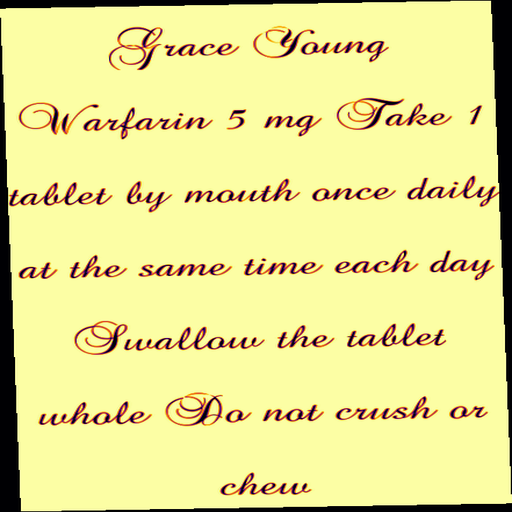 Grace Young
Warfarin 5 mg Take 1
tablet by mouth once daily
at the same time each day
Swallow the tablet
whole Do not crush or
chew